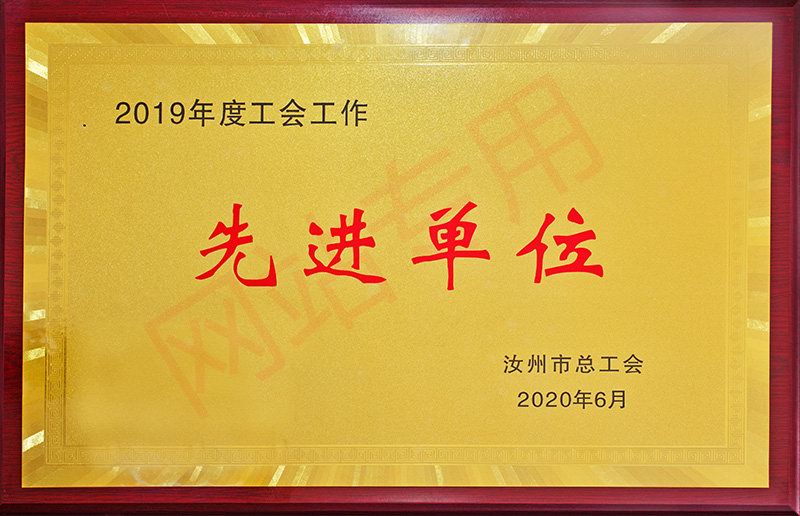 2019年度工会工作
先进单位
汝州市总工会
2020年6月
网站专用